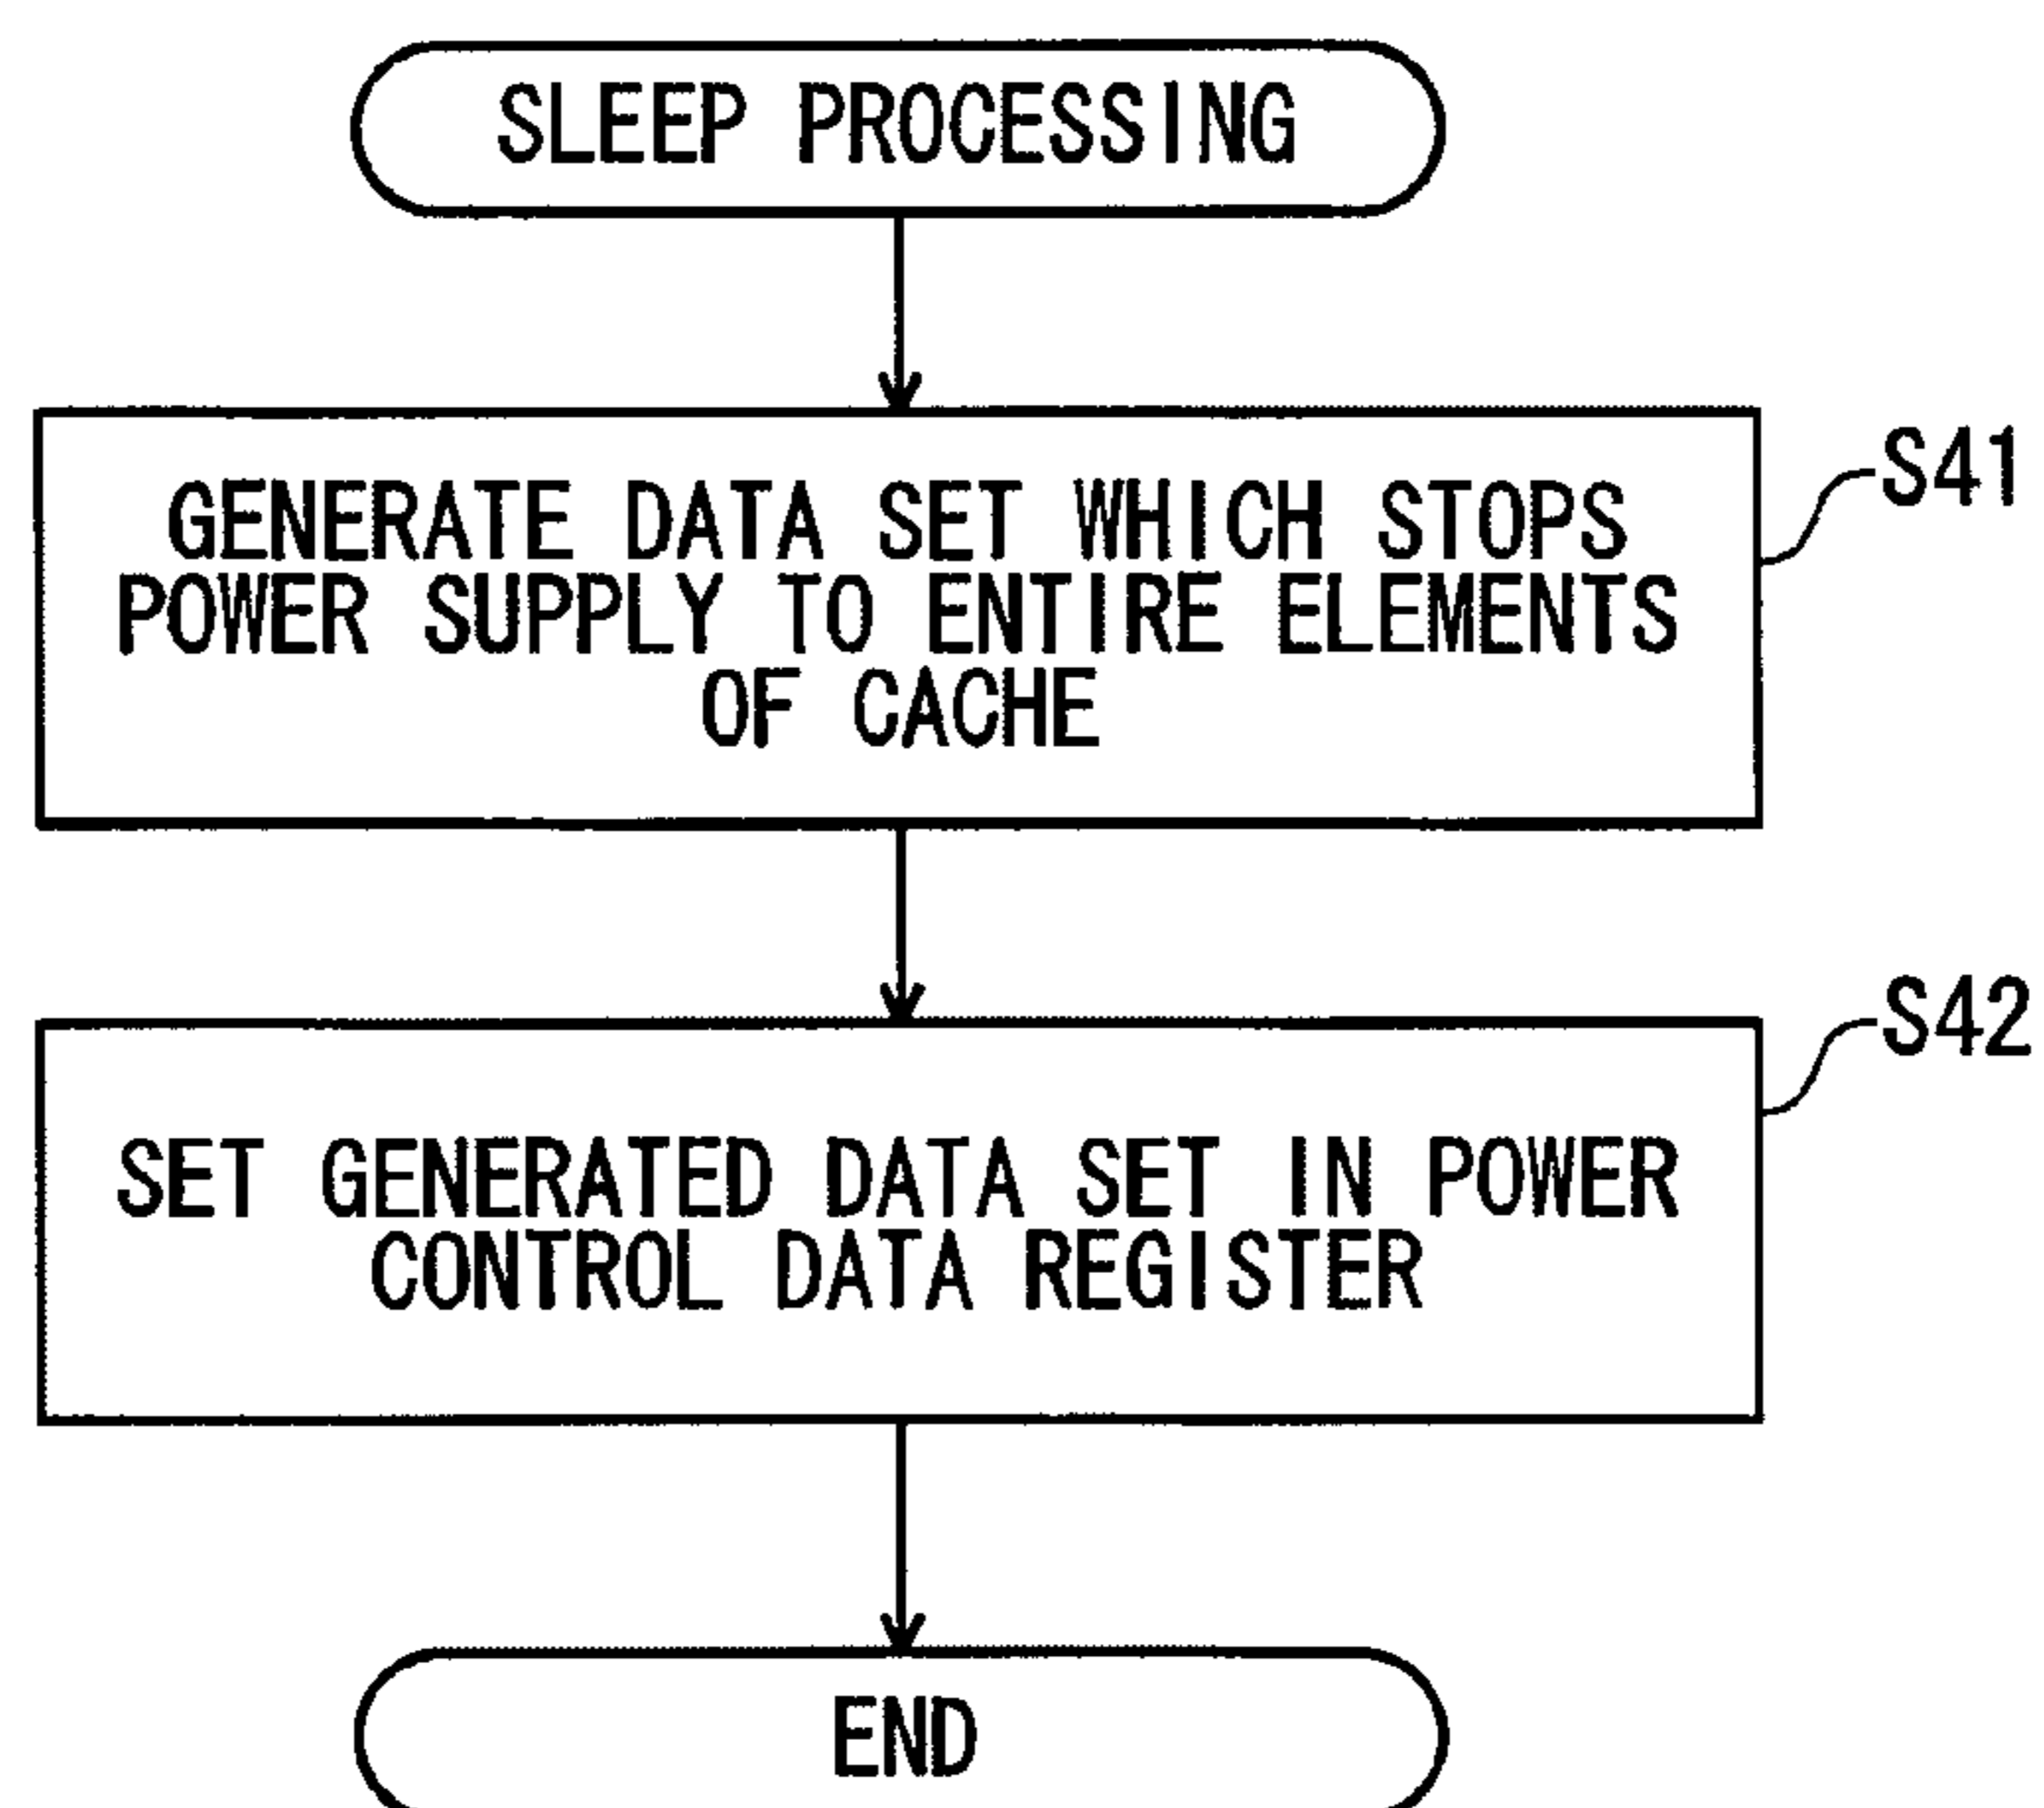 SLEEP PROCESSING
GENERATE DATA SET WHICH STOPS
POWER SUPPLY TO ENTIRE ELEMENTS
OF CACHE
S41
SET GENERATED DATA SET IN POWER
CONTROL DATA REGISTER
S42
END